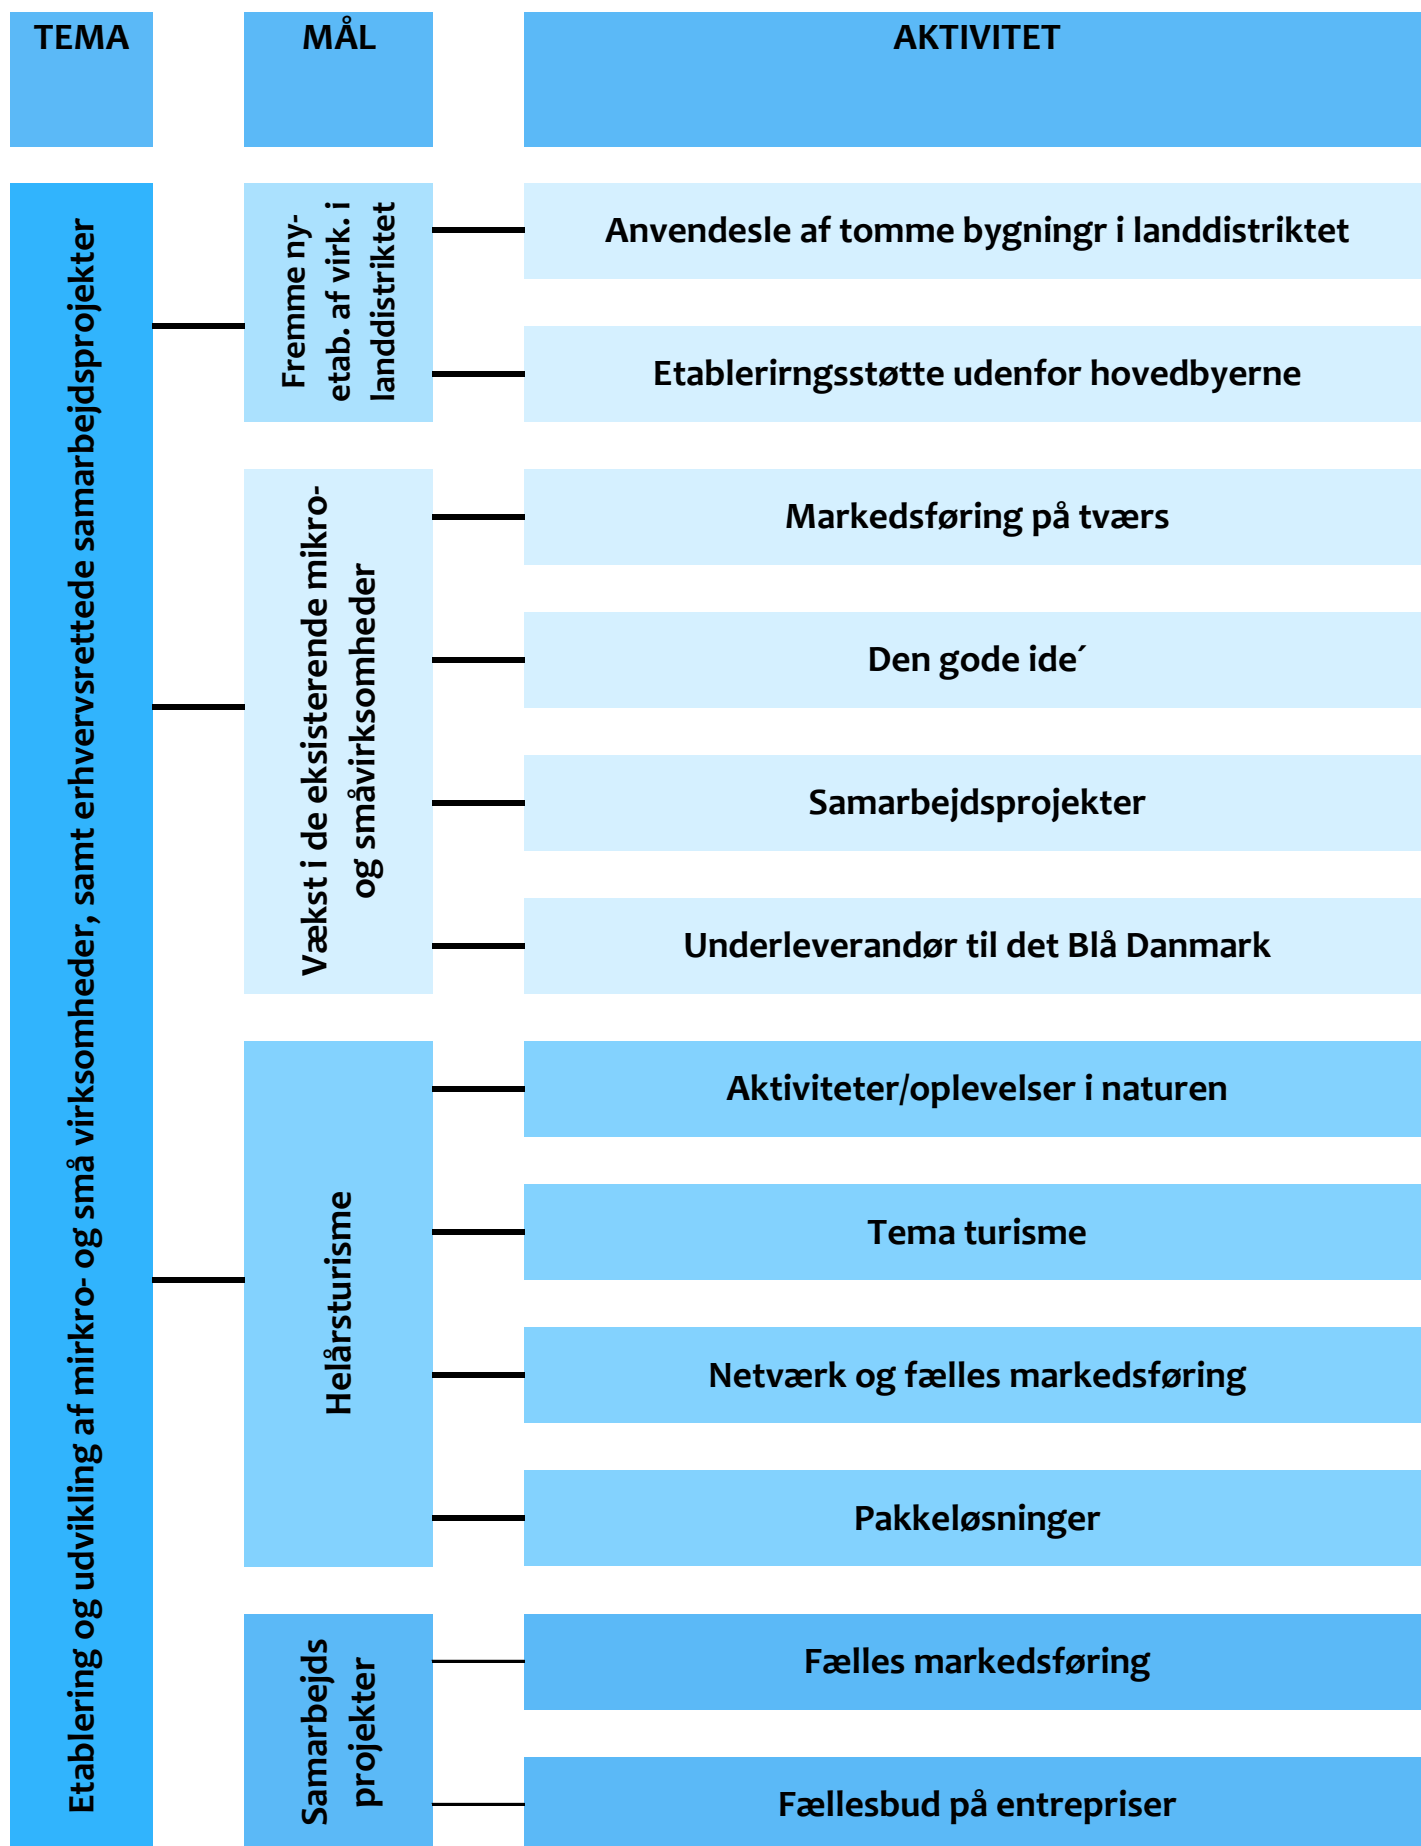 TEMA
MÅL
AKTIVITET
Etablering og udvikling af mirkro- og små virksomheder, samt erhvervsrettede samarbejdsprojekter
Fremme ny-
etab. af virk. i
landdistriktet
Anvendesle af tomme bygningr i landdistriktet
Etablerirngsstøtte udenfor hovedbyerne
Vækst i de eksisterende mikro-
og småvirksomheder
Markedsføring på tværs
Den gode ide´
Samarbejdsprojekter
Underleverandør til det Blå Danmark
Helårsturisme
Aktiviteter/oplevelser i naturen
Tema turisme
Netværk og fælles markedsføring
Pakkeløsninger
Samarbejds
projekter
Fælles markedsføring
Fællesbud på entrepriser